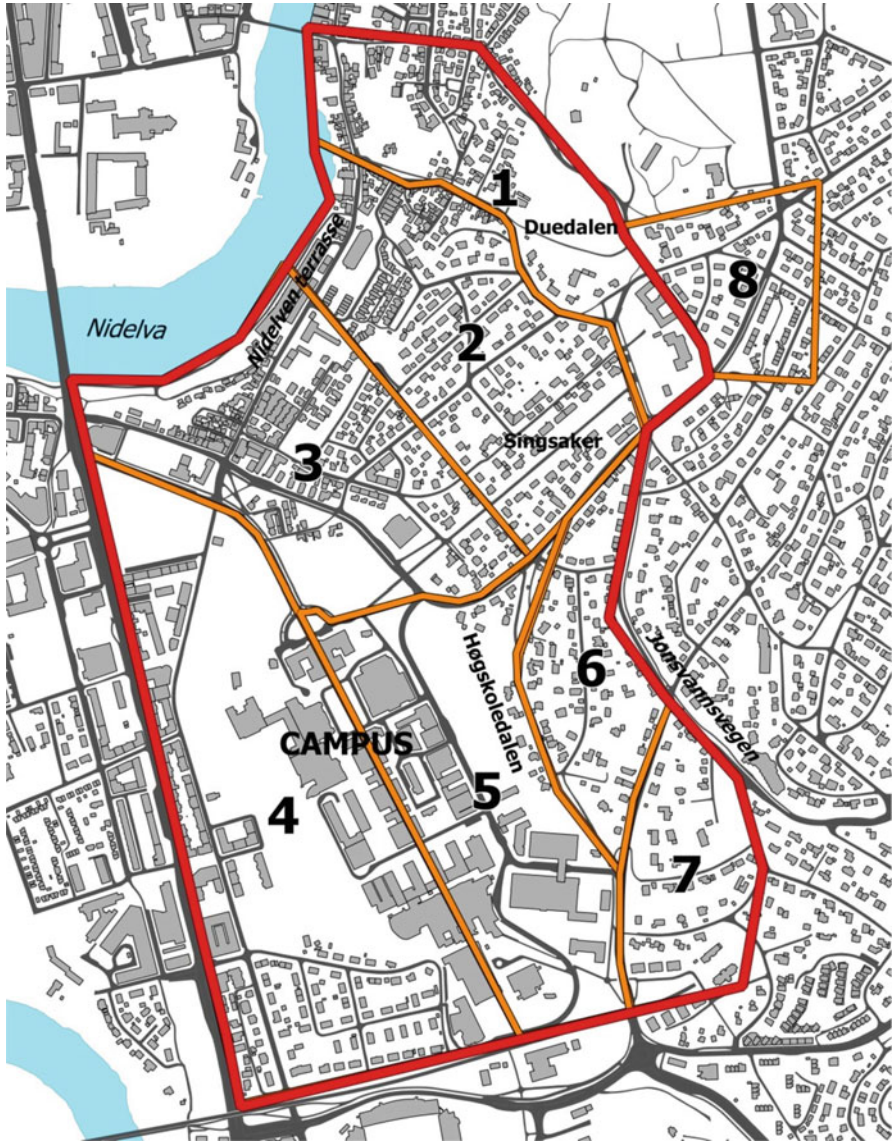 1
Duedalen
8
Nidelva
Nidelven terrasse
2
Singsaker
3
Høgskoledalen
6
Jonsvannsvegen
CAMPUS
5
4
7